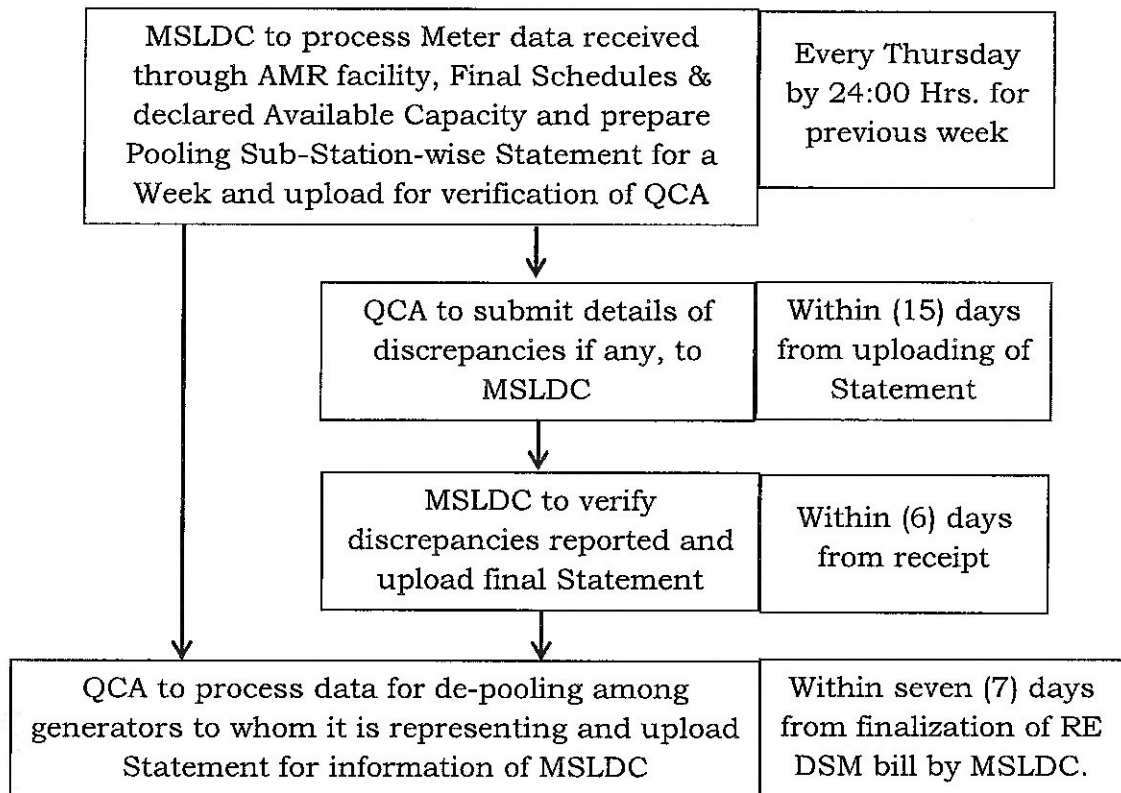 MSLDC to process Meter data received
through AMR facility, Final Schedules &
declared Available Capacity and prepare
Pooling Sub-Station-wise Statement for a
Week and upload for verification of QCA
Every Thursday
by 24:00 Hrs. for
previous week
QCA to submit details of
discrepancies if any, to
MSLDC
Within (15) days
from uploading of
Statement
MSLDC to verify
discrepancies reported and
upload final Statement
Within (6) days
from receipt
QCA to process data for de-pooling among
generators to whom it is representing and upload
Statement for information of MSLDC
Within seven (7) days
from finalization of RE
DSM bill by MSLDC.